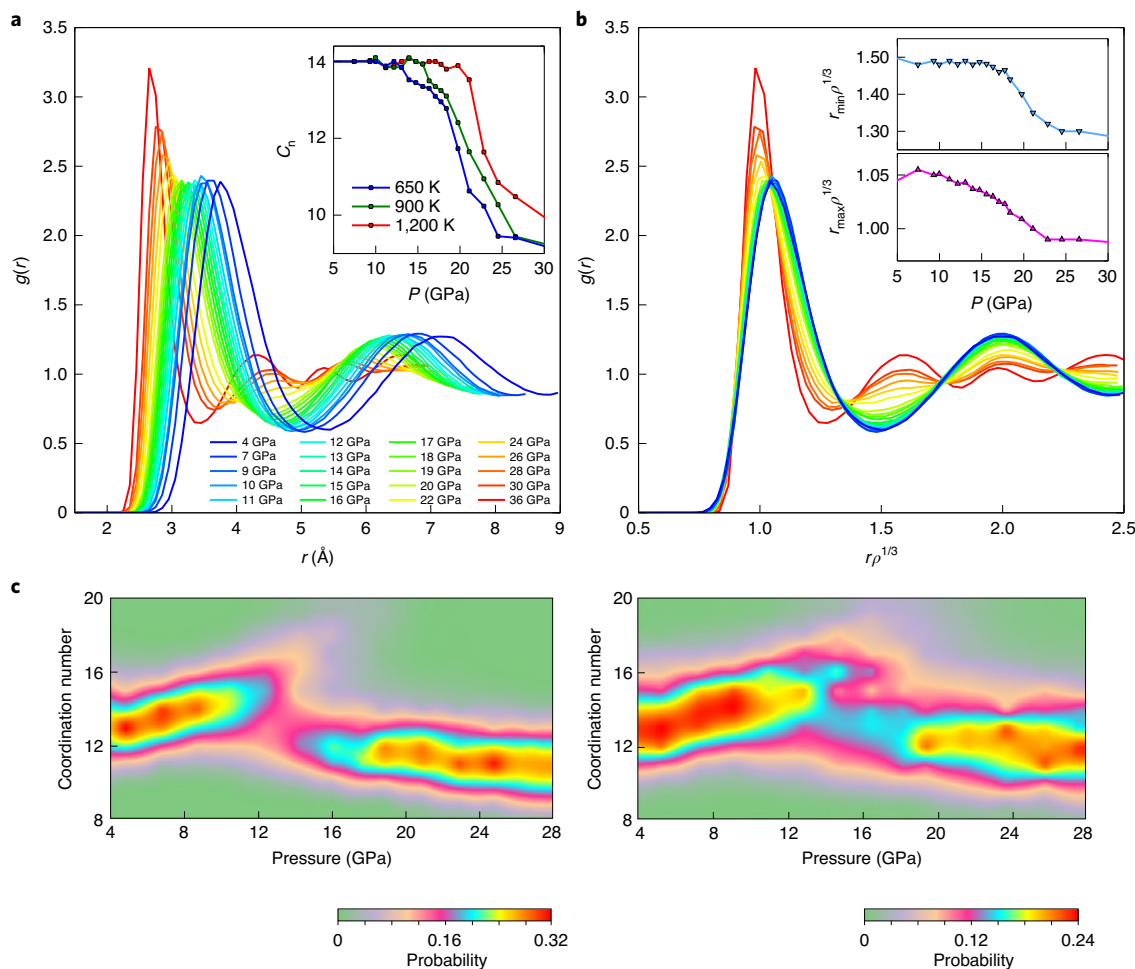 a
3.5
3.0
2.5
2.0
1.5
1.0
0.5
0
g(r)
2 3 4 5 6 7 8 9
r (Å)
14
12
10
Cn
650 K
900 K
1,200 K
5 10 15 20 25 30
P (GPa)
4 GPa 12 GPa 17 GPa 24 GPa
7 GPa 13 GPa 18 GPa 26 GPa
9 GPa 14 GPa 19 GPa 28 GPa
10 GPa 15 GPa 20 GPa 30 GPa
11 GPa 16 GPa 22 GPa 36 GPa
b
3.5
3.0
2.5
2.0
1.5
1.0
0.5
0
g(r)
0.5 1.0 1.5 2.0 2.5
rρ1/3
1.50
1.40
1.30
rminρ1/3
1.05
1.00
rmaxρ1/3
5 10 15 20 25 30
P (GPa)
c
20
16
12
8
Coordination number
4 8 12 16 20 24 28
Pressure (GPa)
0 0.16 0.32
Probability
20
16
12
8
Coordination number
4 8 12 16 20 24 28
Pressure (GPa)
0 0.12 0.24
Probability